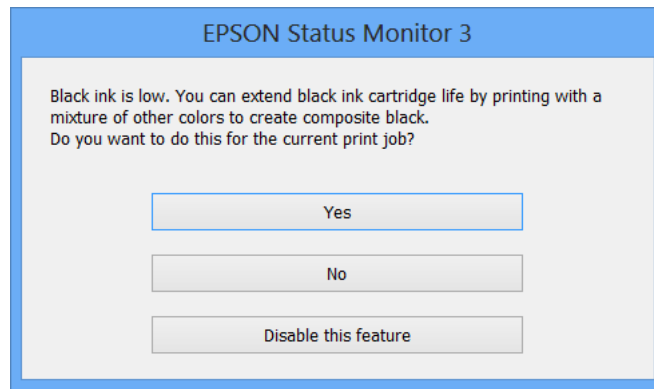 EPSON Status Monitor 3
Black ink is low. You can extend black ink cartridge life by printing with a
mixture of other colors to create composite black.
Do you want to do this for the current print job?
Yes
No
Disable this feature